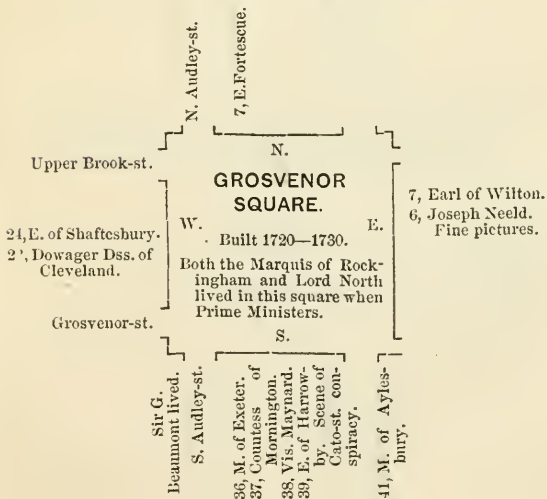 N. Audley-st.
7, E.Fortescue.
N.
Upper Brook-st.
GROSVENOR
SQUARE.
W.
E.
Built 1720—1730.
Both the Marquis of Rock-
ingham and Lord North
lived in this square when
Prime Ministers.
S.
24, E. of Shaftesbury.
Dowager Dss. of
Cleveland.
Grosvenor-st.
7, Earl of Wilton.
6, Joseph Neeld.
Fine pictures.
Sir G.
Beaumont lived.
S. Audley-st.
36, M. of Exeter.
37, Countess of
Mornington.
38, Vis. Maynard.
39, E. of Harrow-
by. Scene of
Cato-st. con-
spiracy.
41, M. of Ayles-
bury.